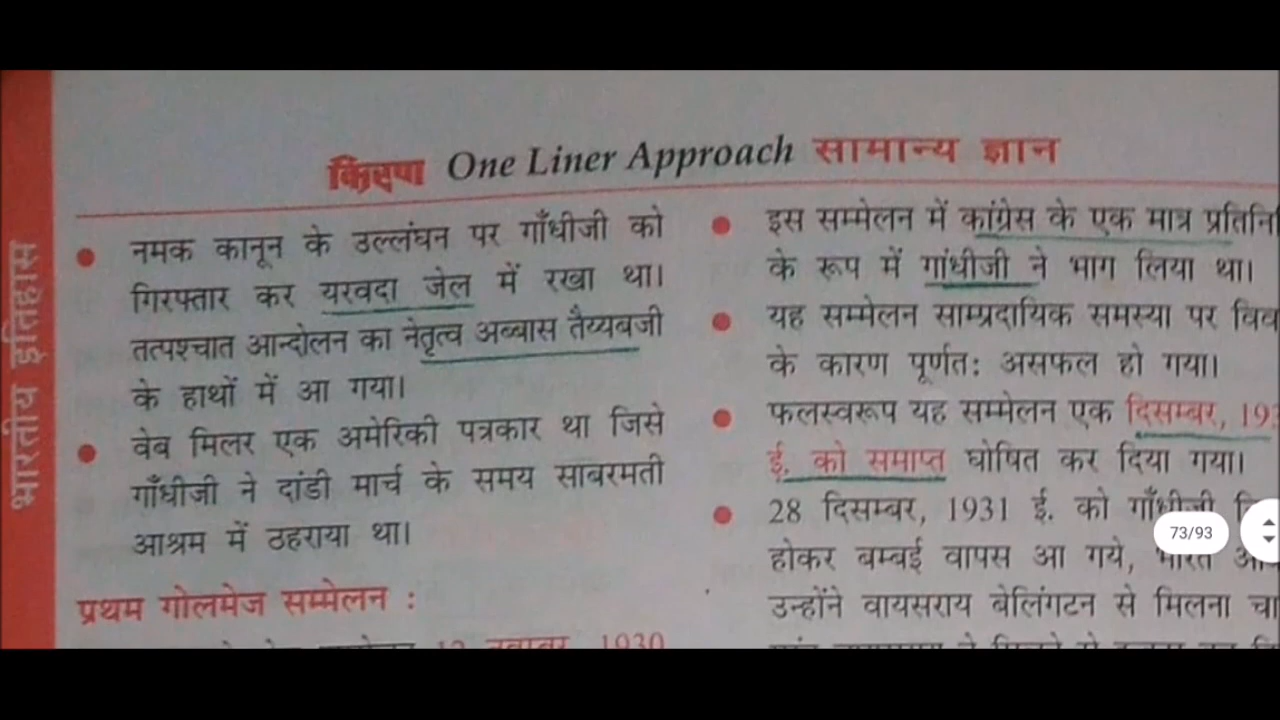 किरण One Liner Approach सामान्य ज्ञान
भारतीय इतिहास
नमक कानून के उल्लंघन पर गाँधीजी को
गिरफ्तार कर यरवदा जेल में रखा था।
तत्पश्चात आन्दोलन का नेतृत्व अब्बास तैय्यबजी
के हाथों में आ गया।
वेब मिलर एक अमेरिकी पत्रकार था जिसे
गाँधीजी ने दांडी मार्च के समय साबरमती
आश्रम में ठहराया था।
प्रथम गोलमेज सम्मेलन :
1930
इस सम्मेलन में कांग्रेस के एक मात्र
के रूप में गांधीजी ने भाग लिया था।
यह सम्मेलन साम्प्रदायिक समस्या पर
के कारण पूर्णतः असफल हो गया।
फलस्वरूप यह सम्मेलन एक दिसम्बर,
ई. को समाप्त घोषित कर दिया गया।
28 दिसम्बर, 1931 ई. को गाँधीजी
होकर बम्बई वापस आ गये, भारत
उन्होंने वायसराय बेलिंगटन से मिलना
73/93